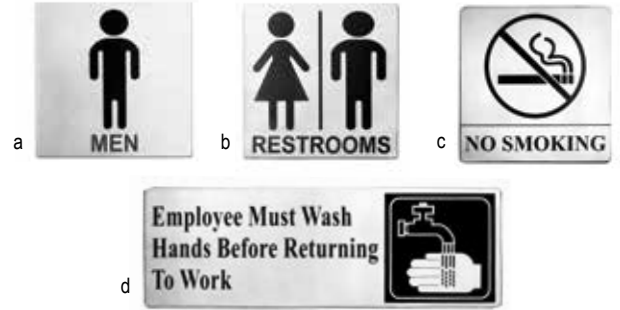 a
MEN
b
RESTROOMS
c
NO SMOKING
d
Employee Must Wash
Hands Before Returning
To Work